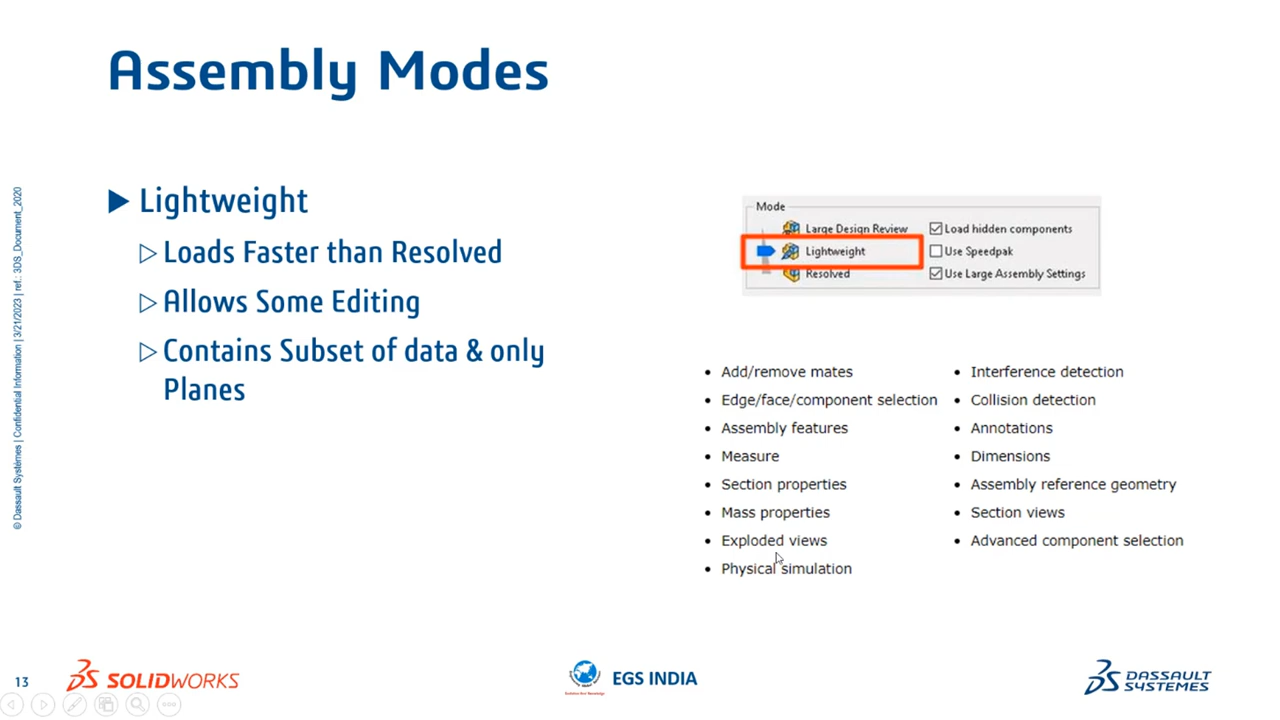 Assembly Modes
Lightweight
Loads Faster than Resolved
Allows Some Editing
Contains Subset of data & only
Planes
Mode
Large Design Review
Load hidden components
Lightweight
Use Speedpak
Resolved
Use Large Assembly Settings
• Add/remove mates
• Edge/face/component selection
• Assembly features
• Measure
• Section properties
• Mass properties
• Exploded views
• Physical simulation
• Interference detection
• Collision detection
• Annotations
• Dimensions
• Assembly reference geometry
• Section views
• Advanced component selection
© Dassault Systèmes | Confidential Information | 3/21/2023 | ref.: 3DS_Document_2020
13
SOLIDWORKS
EGS INDIA
DASSAULT
SYSTEMES